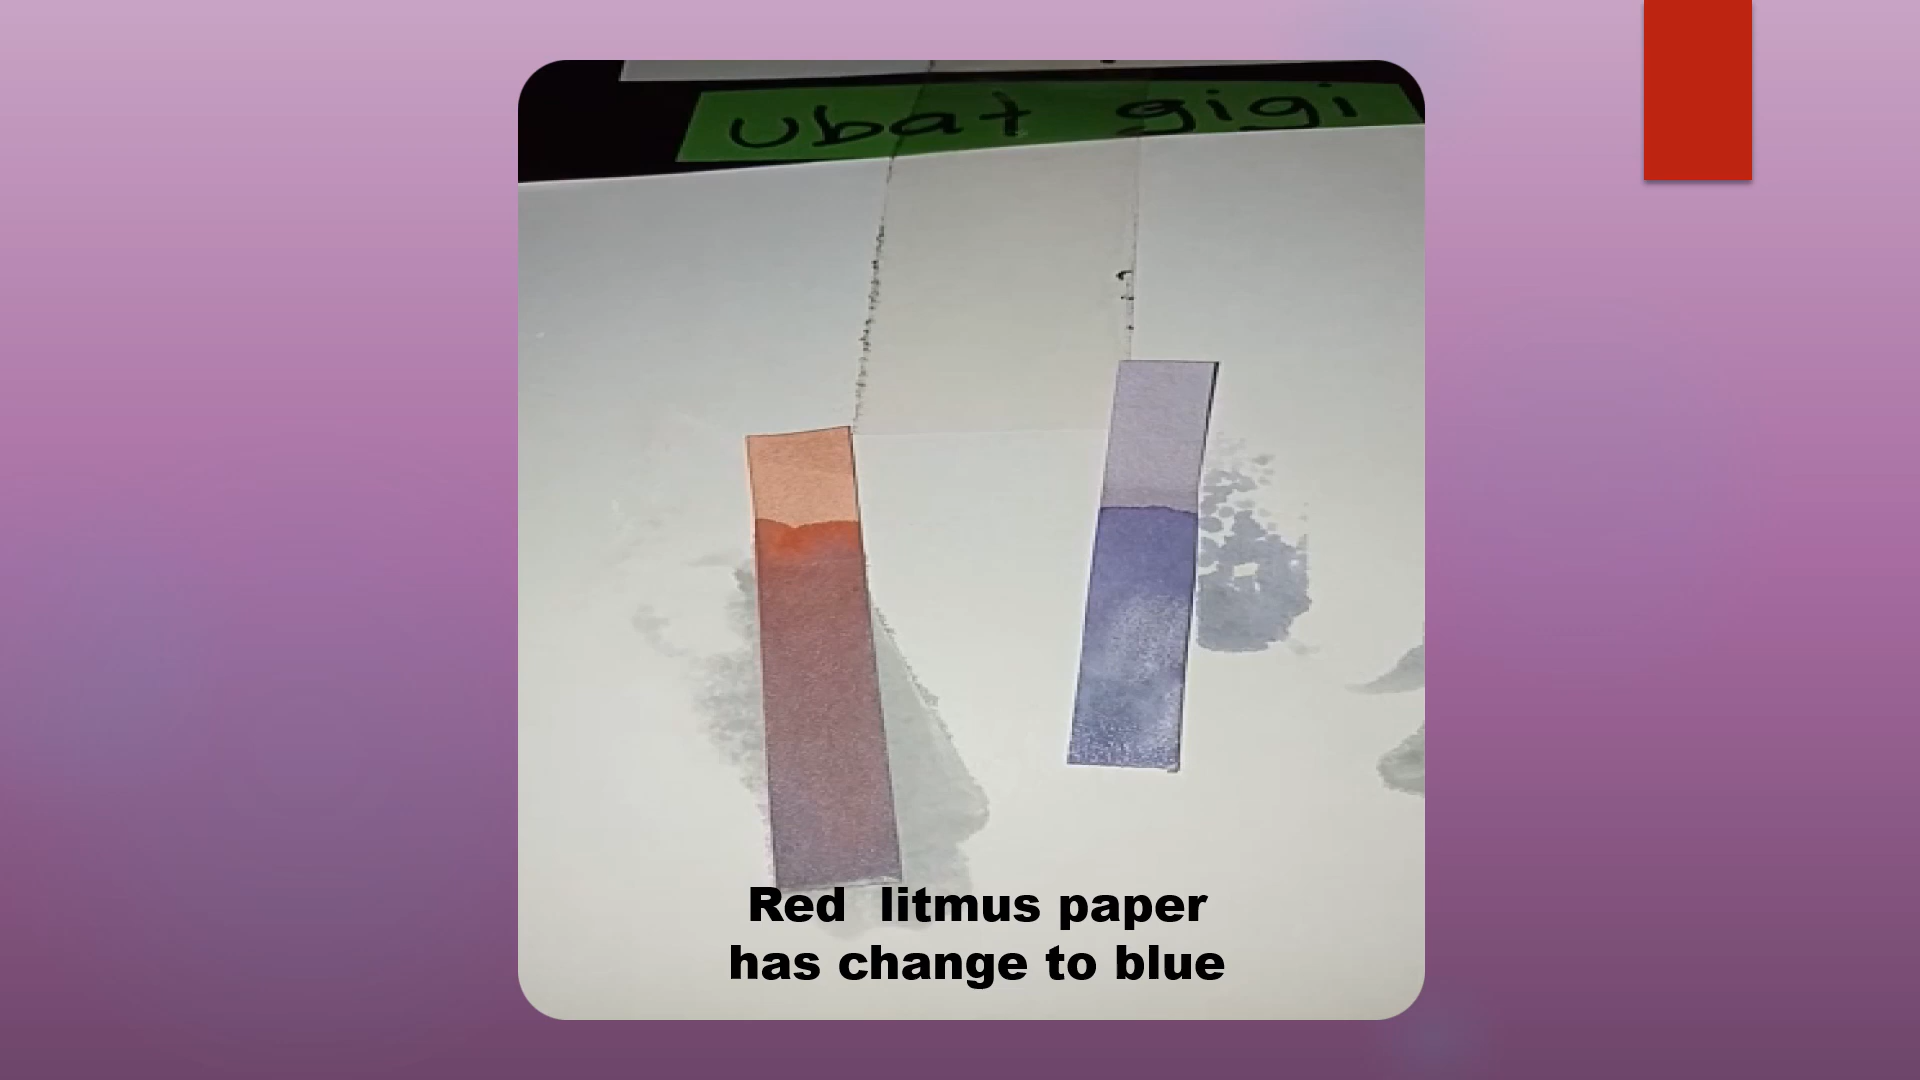 Ubat gigi
Red litmus paper
has change to blue